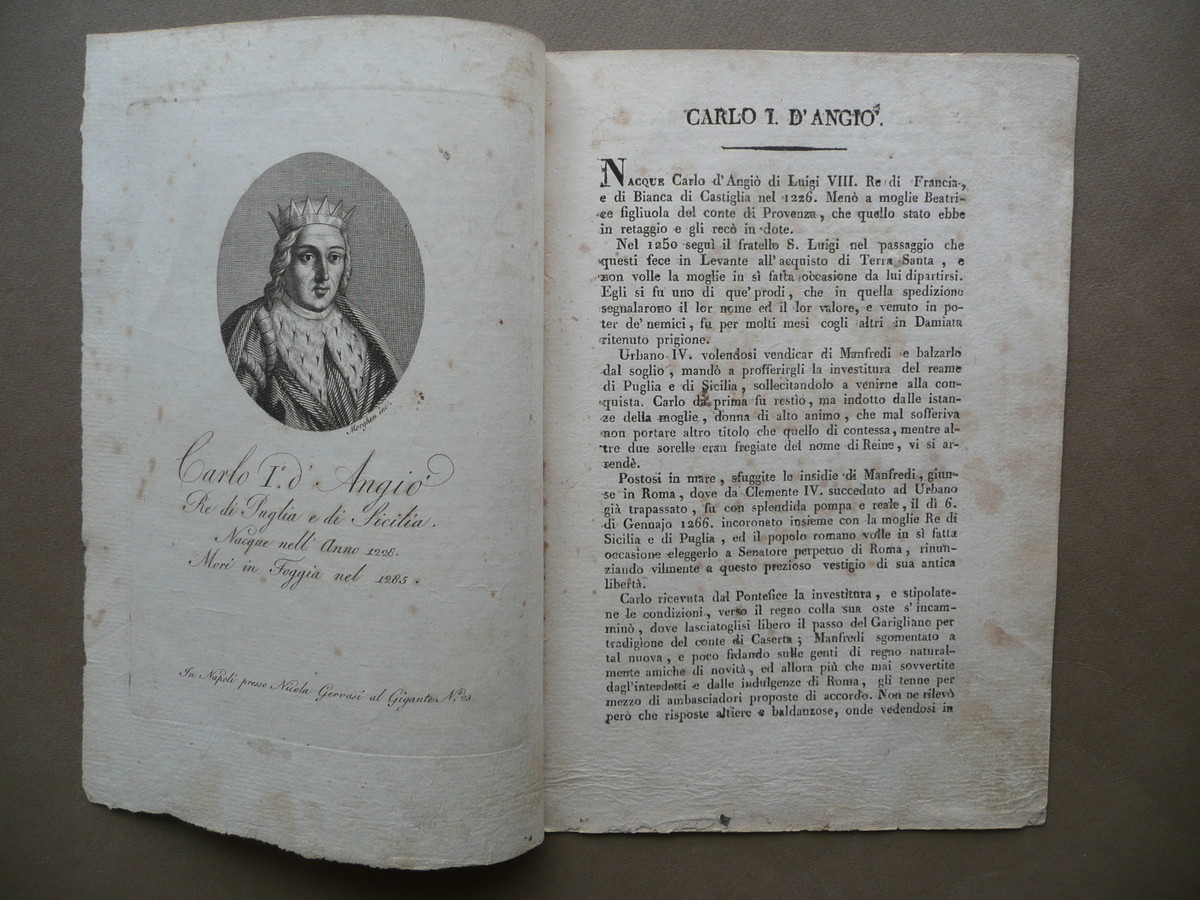 Morghen inc.
Carlo I.º d' Angiò
Re di Puglia e di Sicilia.
Nacque nell' Anno 1226.
Morì in Foggia nel 1285.
In Napoli presso Nicola Gervasi al Gigante N.º 23
CARLO I. D'ANGIO'.
NACQUE Carlo d'Angiò di Luigi VIII. Re di Francia,
e di Bianca di Castiglia nel 1226. Menò a moglie Beatri-
ce figliuola del conte di Provenza, che quello stato ebbe
in retaggio e gli recò in dote.
Nel 1250 seguì il fratello S. Luigi nel passaggio che
questi fece in Levante all'acquisto di Terra Santa, e
non volle la moglie in sì fatta occasione da lui dipartirsi.
Egli si fu uno di que' prodi, che in quella spedizione
segnalarono il lor nome ed il lor valore, e venuto in po-
ter de' nemici, fu per molti mesi cogli altri in Damiata
ritenuto prigione.
Urbano IV. volendosi vendicar di Manfredi e balzarlo
dal soglio, mandò a profferirgli la investitura del reame
di Puglia e di Sicilia, sollecitandolo a venirne alla con-
quista. Carlo da prima fu restio, ma indotto dalle istan-
ze della moglie, donna di alto animo, che mal sofferiva
non portare altro titolo che quello di contessa, mentre al-
tre due sorelle eran fregiate del nome di Reine, vi si ar-
rendè.
Postosi in mare, sfuggite le insidie di Manfredi, giun-
se in Roma, dove da Clemente IV. succeduto ad Urbano
già trapassato, fu con splendida pompa e reale, il dì 6.
di Gennajo 1266. incoronato insieme con la moglie Re di
Sicilia e di Puglia, ed il popolo romano volle in sì fatta
occasione eleggerlo a Senatore perpetuo di Roma, rinun-
ziando vilmente a questo prezioso vestigio di sua antica
libertà.
Carlo ricevuta dal Pontefice la investitura, e stipolate-
ne le condizioni, verso il regno colla sua oste s'incam-
minò, dove lasciatoglisi libero il passo del Garigliano per
tradigione del conte di Caserta; Manfredi sgomentato a
tal nuova, e poco fidando sulle genti di regno natural-
mente amiche di novità, ed allora più che mai sovvertite
dagl'interdetti e dalle indulgenze di Roma, gli tenne per
mezzo di ambasciadori proposte di accordo. Non ne rilevò
però che risposte altiere e baldanzose, onde vedendosi in